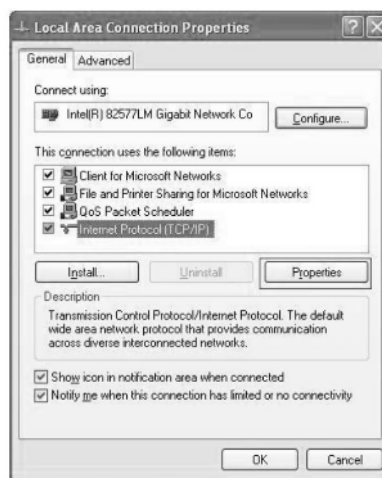 Local Area Connection Properties
General Advanced
Connect using:
Intel(R) 82577LM Gigabit Network Co
Configure...
This connection uses the following items:
Client for Microsoft Networks
File and Printer Sharing for Microsoft Networks
QoS Packet Scheduler
Internet Protocol (TCP/IP)
Install... Uninstall Properties
Description
Transmission Control Protocol/Internet Protocol. The default
wide area network protocol that provides communication
across diverse interconnected networks.
Show icon in notification area when connected
Notify me when this connection has limited or no connectivity
OK Cancel